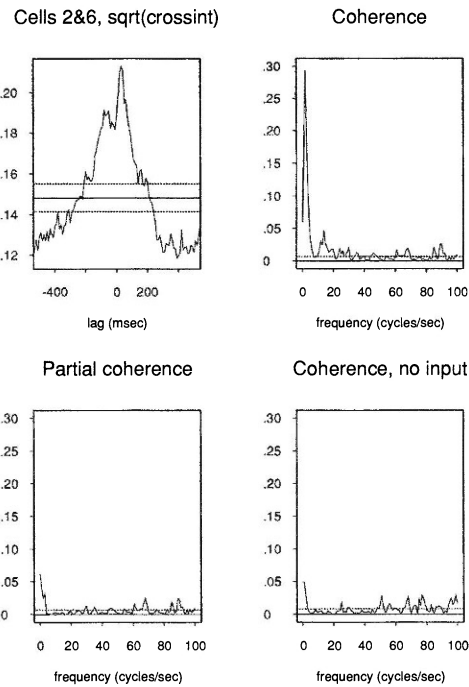 Cells 2&6, sqrt(crossint)
.20
.18
.16
.14
.12
-400 0 200
lag (msec)
Coherence
.30
.25
.20
.15
.10
.05
0
0 20 40 60 80 100
frequency (cycles/sec)
Partial coherence
.30
.25
.20
.15
.10
.05
0
0 20 40 60 80 100
frequency (cycles/sec)
Coherence, no input
.30
.25
.20
.15
.10
.05
0
0 20 40 60 80 100
frequency (cycles/sec)